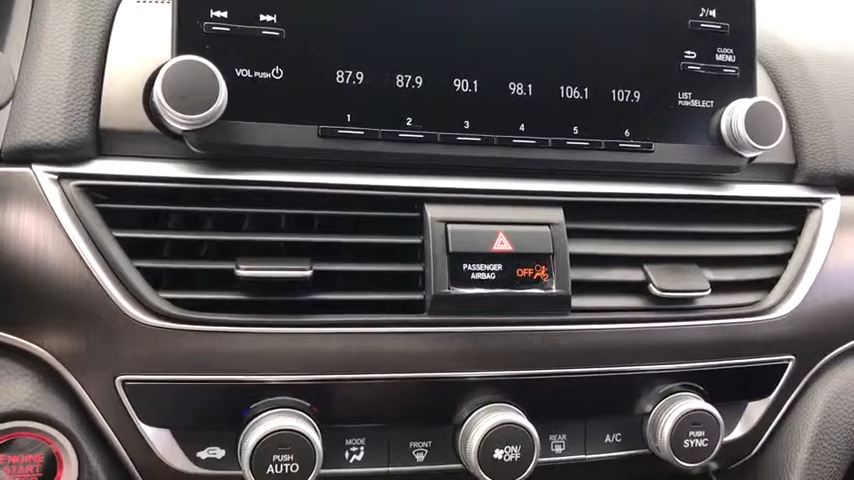 CLOCK
MENU
VOL PUSH
87.9 87.9 90.1 98.1 106.1 107.9
LIST
PUSH SELECT
1 2 3 4 5 6
PASSENGER
AIRBAG
OFF
2
ENGINE
START
STOP
PUSH
AUTO
MODE
FRONT
ON/
OFF
REAR
A/C
PUSH
SYNC